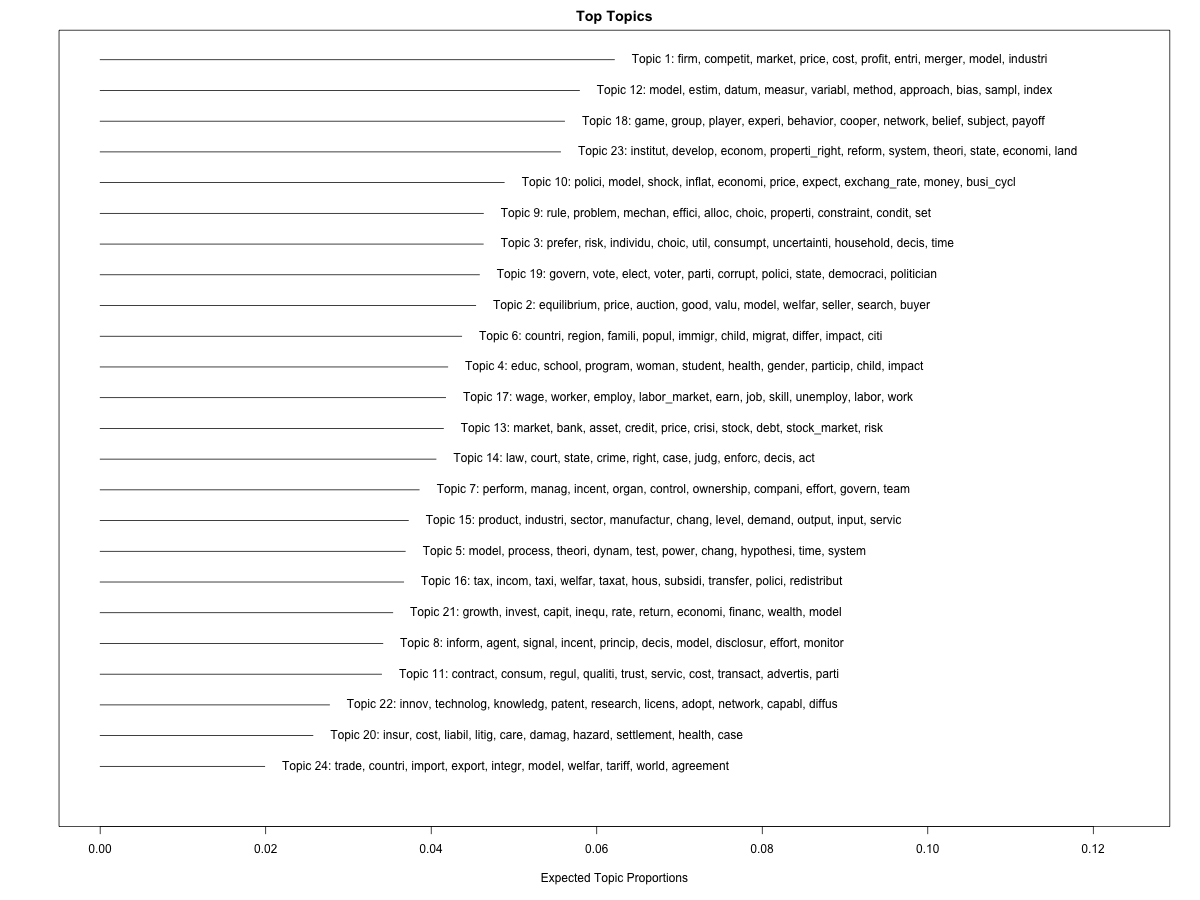 Top Topics
Topic 1: firm, competit, market, price, cost, profit, entri, merger, model, industri
Topic 12: model, estim, datum, measur, variabl, method, approach, bias, sampl, index
Topic 18: game, group, player, experi, behavior, cooper, network, belief, subject, payoff
Topic 23: institut, develop, econom, properti_right, reform, system, theori, state, economi, land
Topic 10: polici, model, shock, inflat, economi, price, expect, exchang_rate, money, busi_cycl
Topic 9: rule, problem, mechan, effici, alloc, choic, properti, constraint, condit, set
Topic 3: prefer, risk, individu, choic, util, consumpt, uncertainti, household, decis, time
Topic 19: govern, vote, elect, voter, parti, corrupt, polici, state, democraci, politician
Topic 2: equilibrium, price, auction, good, valu, model, welfar, seller, search, buyer
Topic 6: countri, region, famili, popul, immigr, child, migrat, differ, impact, citi
Topic 4: educ, school, program, woman, student, health, gender, particip, child, impact
Topic 17: wage, worker, employ, labor_market, earn, job, skill, unemploy, labor, work
Topic 13: market, bank, asset, credit, price, crisi, stock, debt, stock_market, risk
Topic 14: law, court, state, crime, right, case, judg, enforc, decis, act
Topic 7: perform, manag, incent, organ, control, ownership, compani, effort, govern, team
Topic 15: product, industri, sector, manufactur, chang, level, demand, output, input, servic
Topic 5: model, process, theori, dynam, test, power, chang, hypothesi, time, system
Topic 16: tax, incom, taxi, welfar, taxat, hous, subsidi, transfer, polici, redistribut
Topic 21: growth, invest, capit, inequ, rate, return, economi, financ, wealth, model
Topic 8: inform, agent, signal, incent, princip, decis, model, disclosur, effort, monitor
Topic 11: contract, consum, regul, qualiti, trust, servic, cost, transact, advertis, parti
Topic 22: innov, technolog, knowledg, patent, research, licens, adopt, network, capabl, diffus
Topic 20: insur, cost, liabil, litig, care, damag, hazard, settlement, health, case
Topic 24: trade, countri, import, export, integr, model, welfar, tariff, world, agreement
0.00 0.02 0.04 0.06 0.08 0.10 0.12
Expected Topic Proportions